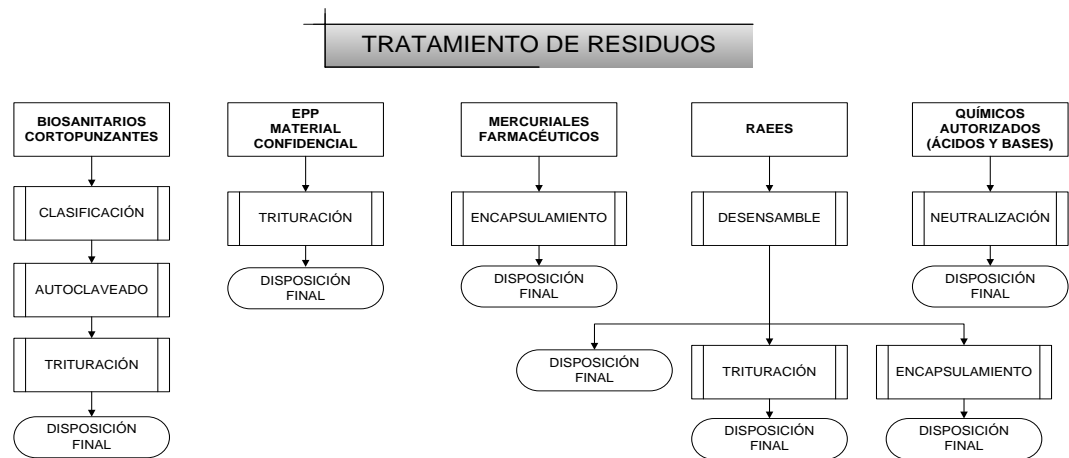 TRATAMIENTO DE RESIDUOS
BIOSANITARIOS
CORTOPUNZANTES
CLASIFICACIÓN
AUTOCLAVEADO
TRITURACIÓN
DISPOSICIÓN
FINAL
EPP
MATERIAL
CONFIDENCIAL
TRITURACIÓN
DISPOSICIÓN
FINAL
MERCURIALES
FARMACÉUTICOS
ENCAPSULAMIENTO
DISPOSICIÓN
FINAL
RAEES
DESENSAMBLE
DISPOSICIÓN
FINAL
TRITURACIÓN
DISPOSICIÓN
FINAL
ENCAPSULAMIENTO
DISPOSICIÓN
FINAL
QUÍMICOS
AUTORIZADOS
(ÁCIDOS Y BASES)
NEUTRALIZACIÓN
DISPOSICIÓN
FINAL